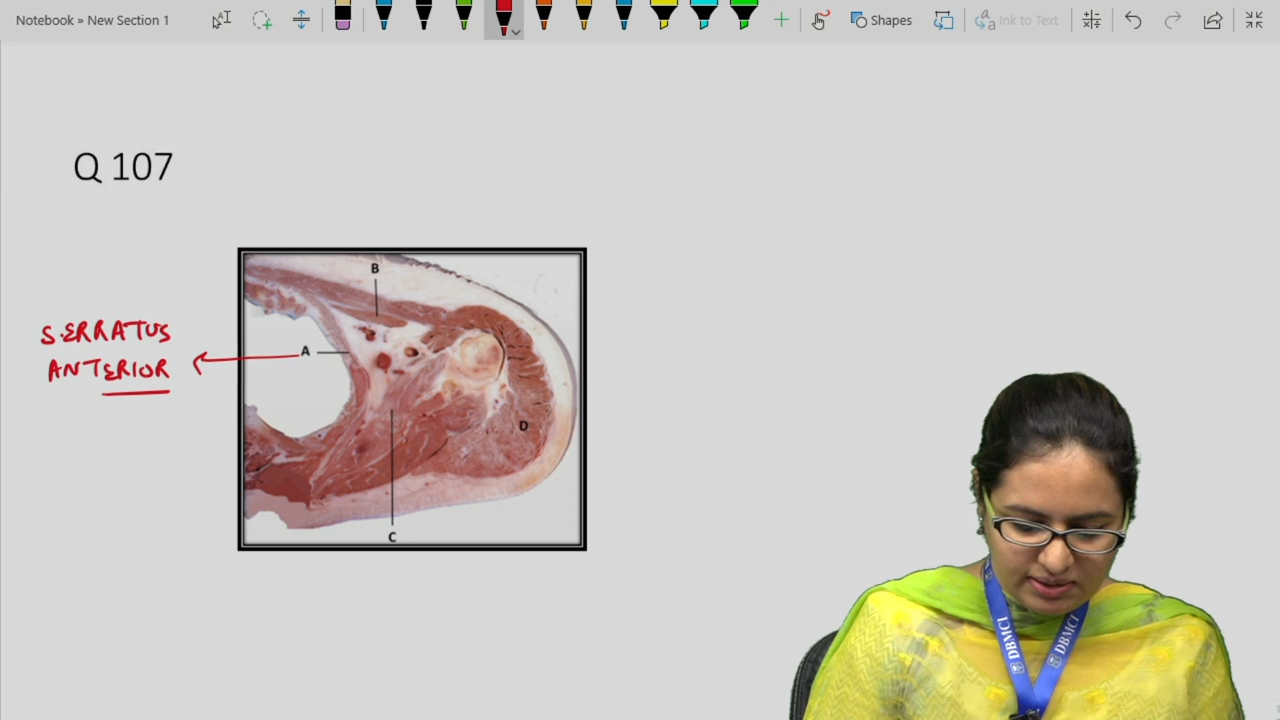 Notebook » New Section 1
Shapes
Ink to Text
Q 107
B
SERRATUS
A
ANTERIOR
D
C
DBMCI
DBMCI